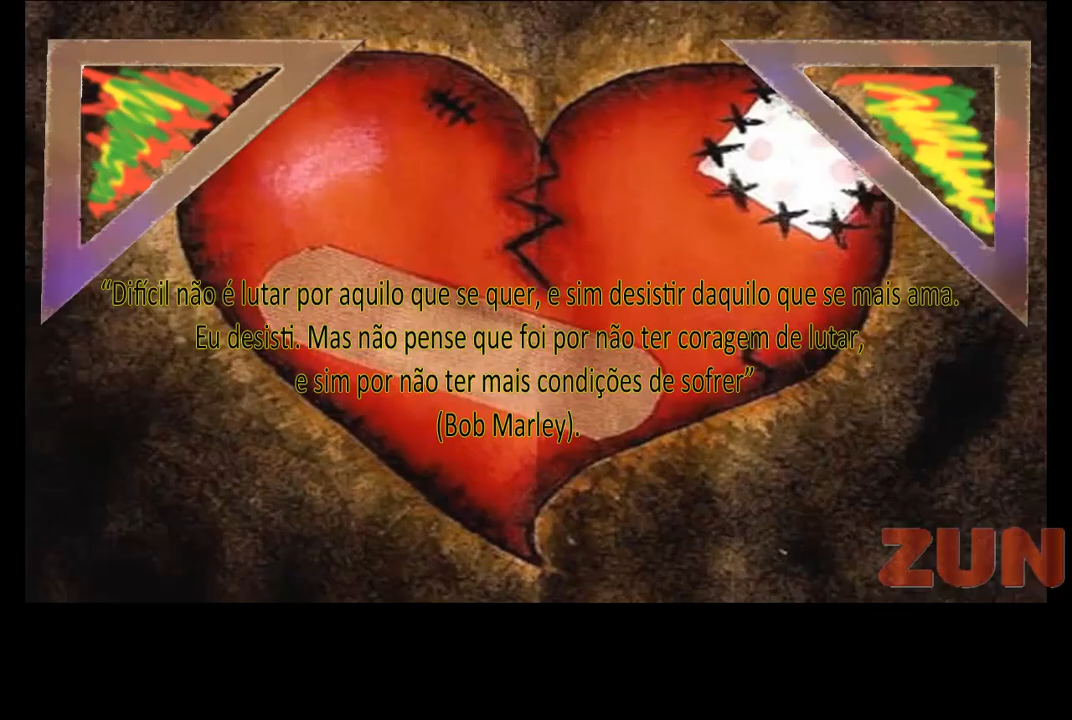 “Difícil não é lutar por aquilo que se quer, e sim desistir daquilo que se mais ama.
Eu desisti. Mas não pense que foi por não ter coragem de lutar,
e sim por não ter mais condições de sofrer”
(Bob Marley).
ZUN